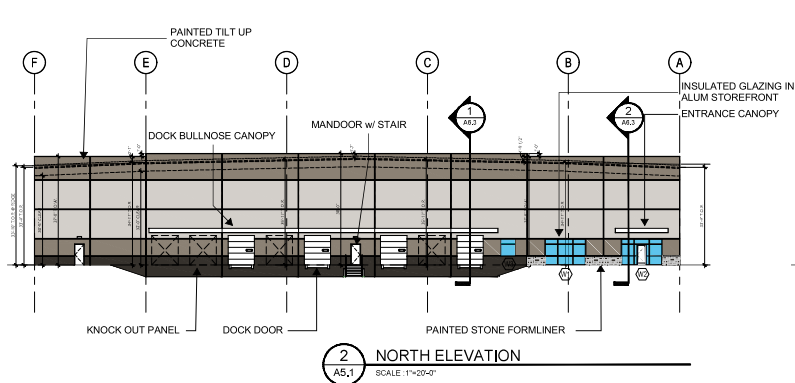 PAINTED TILT UP
CONCRETE
F
E
D
C
B
A
INSULATED GLAZING IN
ALUM STOREFRONT
ENTRANCE CANOPY
1
A6.3
2
A6.3
DOCK BULLNOSE CANOPY
MANDOOR w/ STAIR
W1
W2
KNOCK OUT PANEL
DOCK DOOR
PAINTED STONE FORMLINER
2
A5.1
NORTH ELEVATION
SCALE : 1"=20'-0"